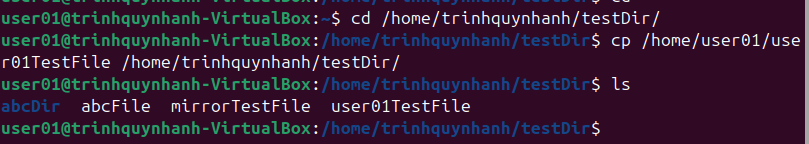 user01@trinhquynhanh-VirtualBox:~$ cd /home/trinhquynhanh/testDir/
user01@trinhquynhanh-VirtualBox:/home/trinhquynhanh/testDir$ cp /home/user01/use
r01TestFile /home/trinhquynhanh/testDir/
user01@trinhquynhanh-VirtualBox:/home/trinhquynhanh/testDir$ ls
abcDir  abcFile  mirrorTestFile  user01TestFile
user01@trinhquynhanh-VirtualBox:/home/trinhquynhanh/testDir$